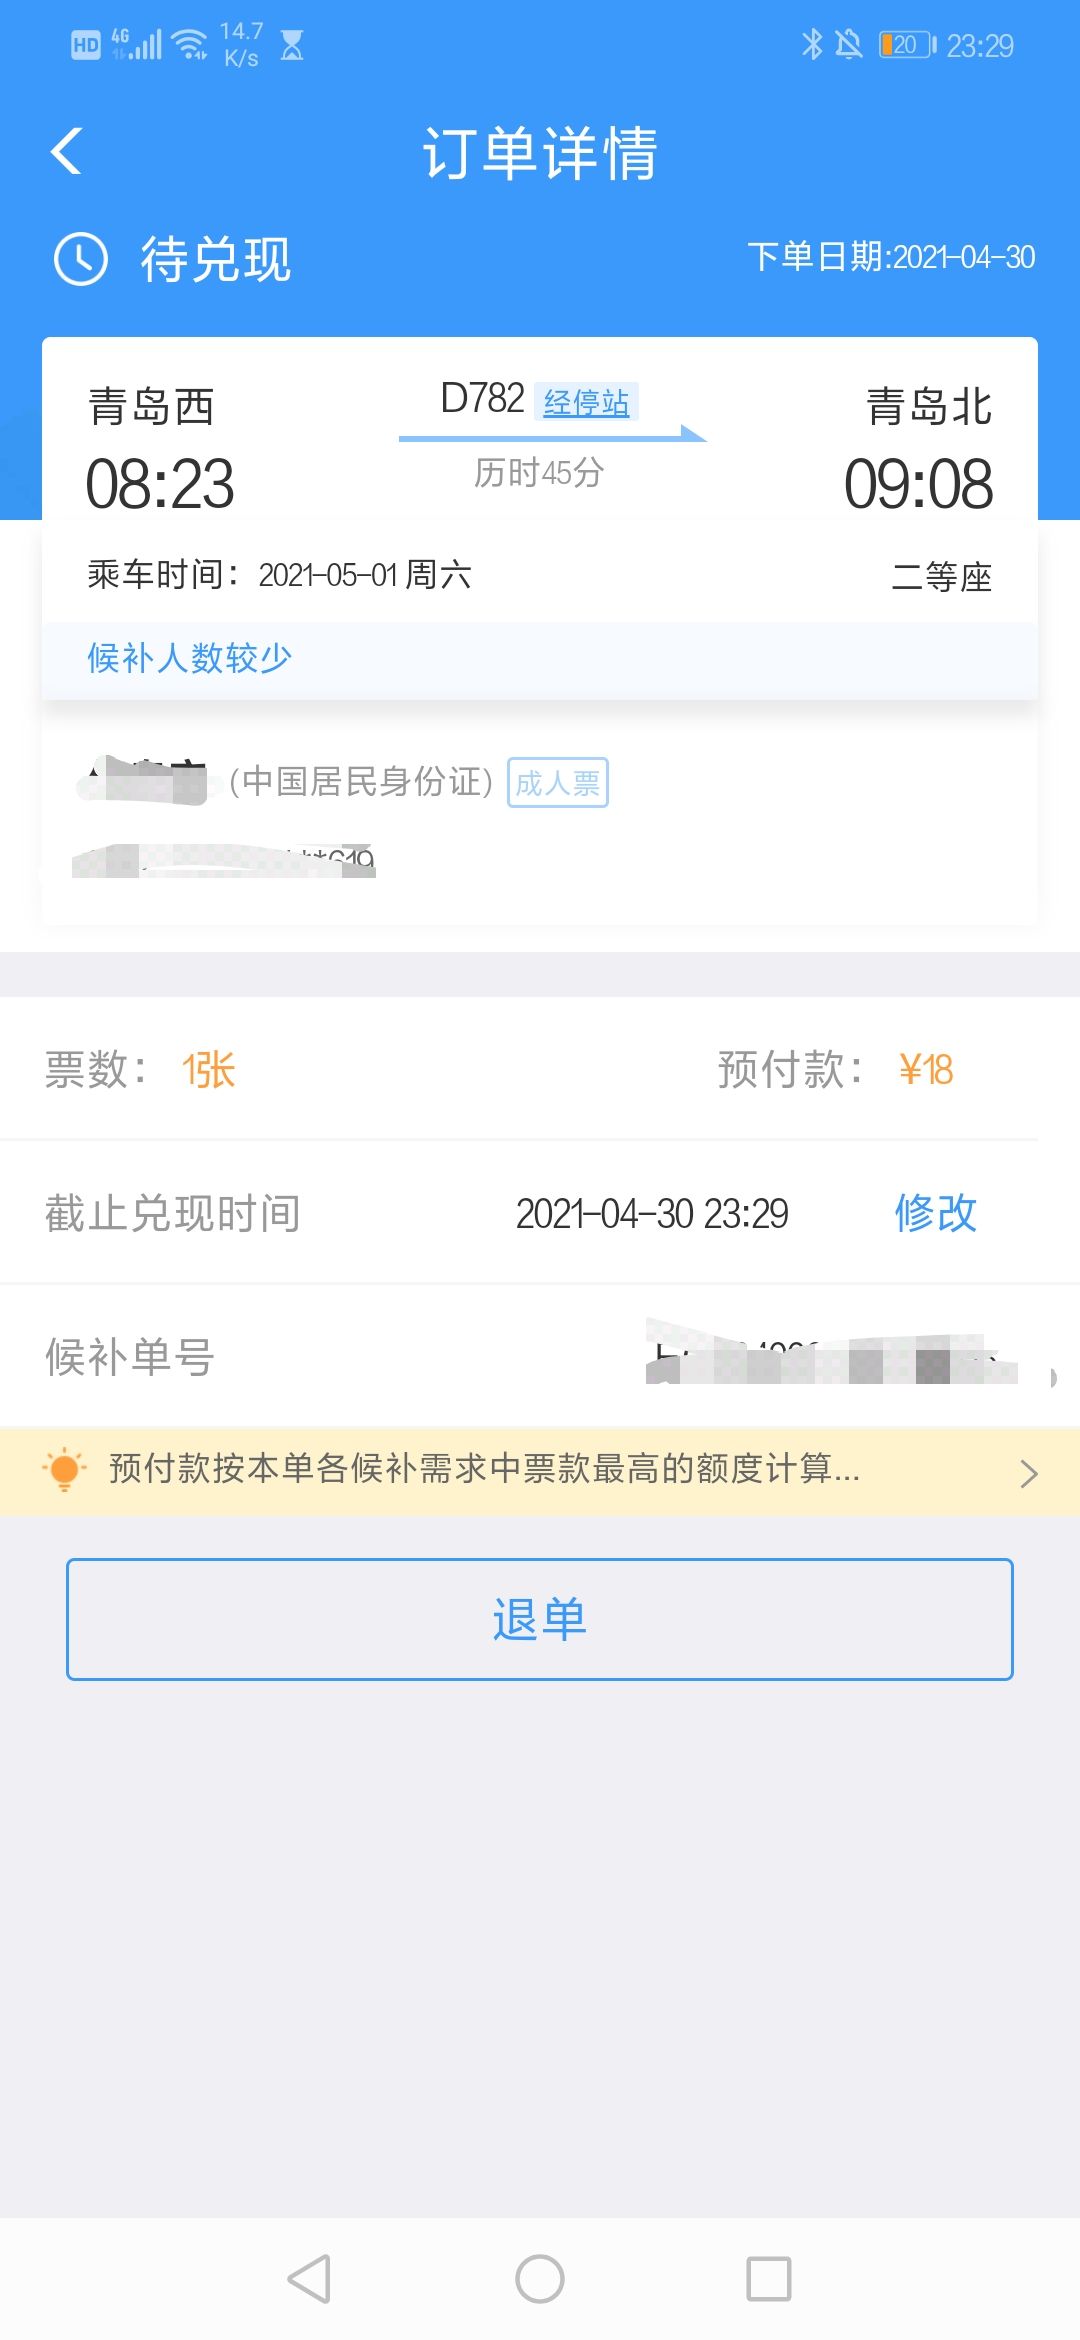 HD 4G 14.7 K/s 20 23:29
订单详情
待兑现 下单日期:2021-04-30
青岛西 D782 经停站 青岛北
08:23 历时45分 09:08
乘车时间：2021-05-01 周六 二等座
候补人数较少
(中国居民身份证) 成人票
票数： 1张 预付款： ¥18
截止兑现时间 2021-04-30 23:29 修改
候补单号
预付款按本单各候补需求中票款最高的额度计算...
退单